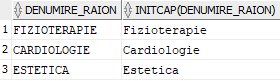 DENUMIRE_RAION INITCAP(DENUMIRE_RAION)
1 FIZIOTERAPIE Fizioterapie
2 CARDIOLOGIE Cardiologie
3 ESTETICA Estetica